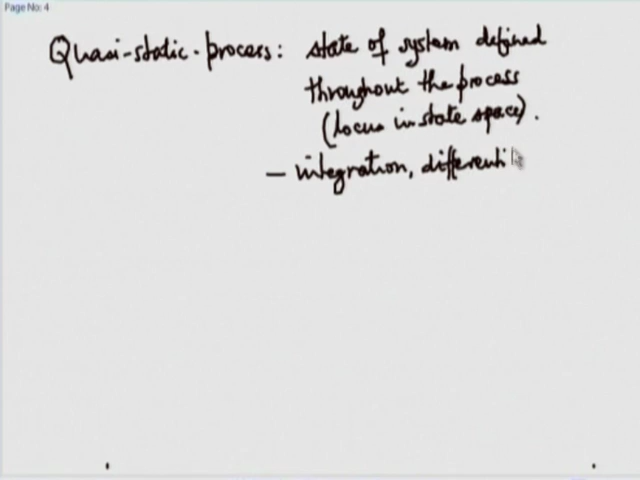 Page No: 4
Quasi-static-process: state of system defined
throughout the process
(locus in state space).
— integration, differenti